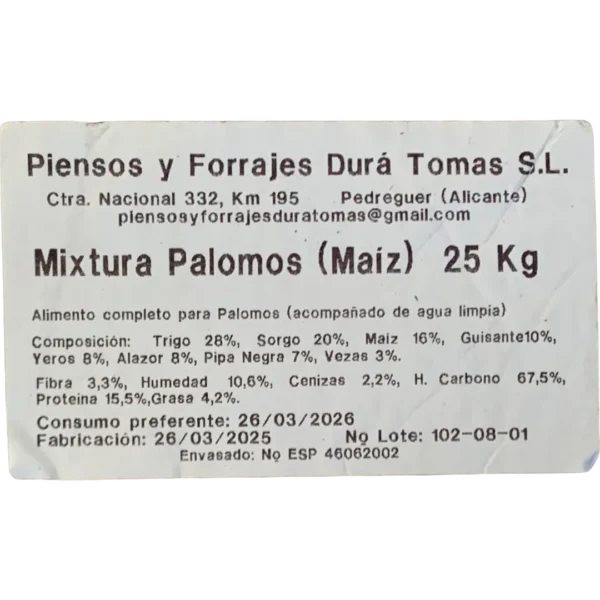 Piensos y Forrajes Durá Tomas S.L.
Ctra. Nacional 332, Km 195 Pedreguer (Alicante)
piensosyforrajesduratomas@gmail.com
Mixtura Palomos (Maíz) 25 Kg
Alimento completo para Palomos (acompañado de agua limpia)
Composición: Trigo 28%, Sorgo 20%, Maiz 16%, Guisante10%,
Yeros 8%, Alazor 8%, Pipa Negra 7%, Vezas 3%.
Fibra 3,3%, Humedad 10,6%, Cenizas 2,2%, H. Carbono 67,5%,
Proteina 15,5%,Grasa 4,2%.
Consumo preferente: 26/03/2026
Fabricación: 26/03/2025 Nº Lote: 102-08-01
Envasado: Nº ESP 46062002